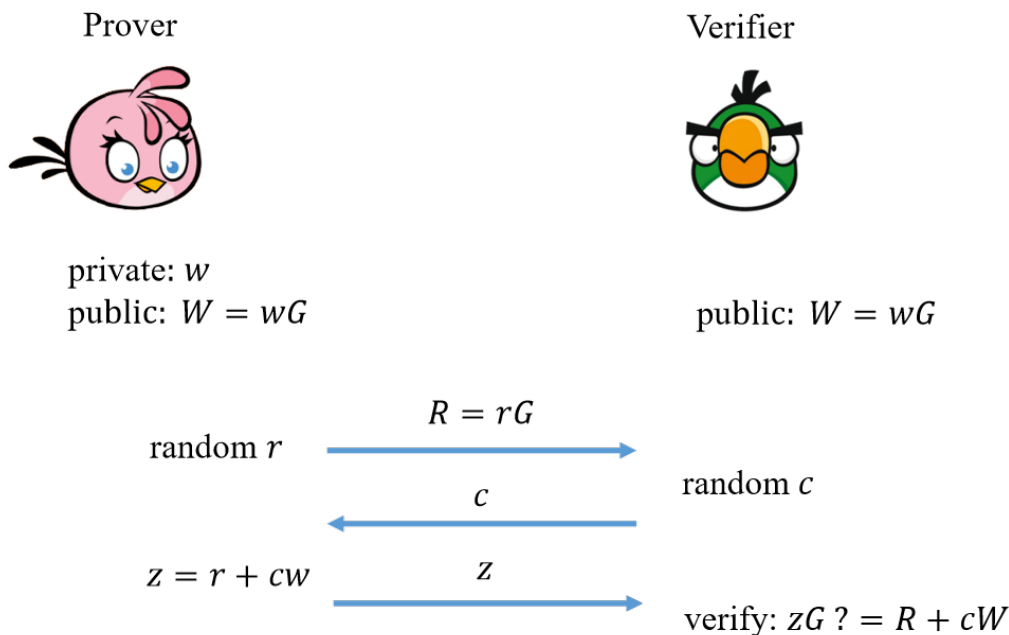 Prover
Verifier
private: w
public: W = wG
public: W = wG
R = rG
random r
random c
c
z = r + cw
z
verify: zG ? = R + cW